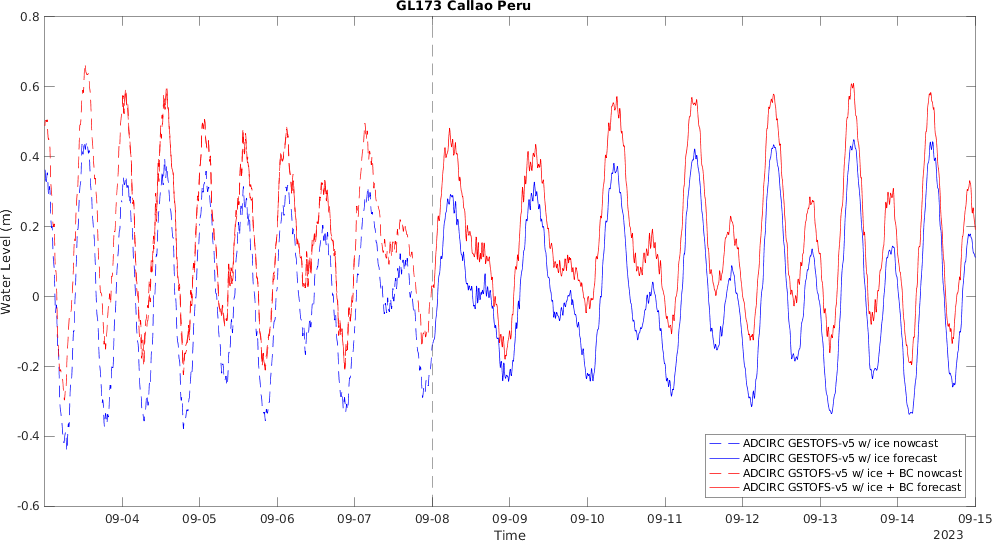 GL173 Callao Peru
Water Level (m)
0.8
0.6
0.4
0.2
0
-0.2
-0.4
-0.6
09-04 09-05 09-06 09-07 09-08 09-09 09-10 09-11 09-12 09-13 09-14 09-15
Time
2023
ADCIRC GESTOFS-v5 w/ ice nowcast
ADCIRC GESTOFS-v5 w/ ice forecast
ADCIRC GSTOFS-v5 w/ ice + BC nowcast
ADCIRC GSTOFS-v5 w/ ice + BC forecast